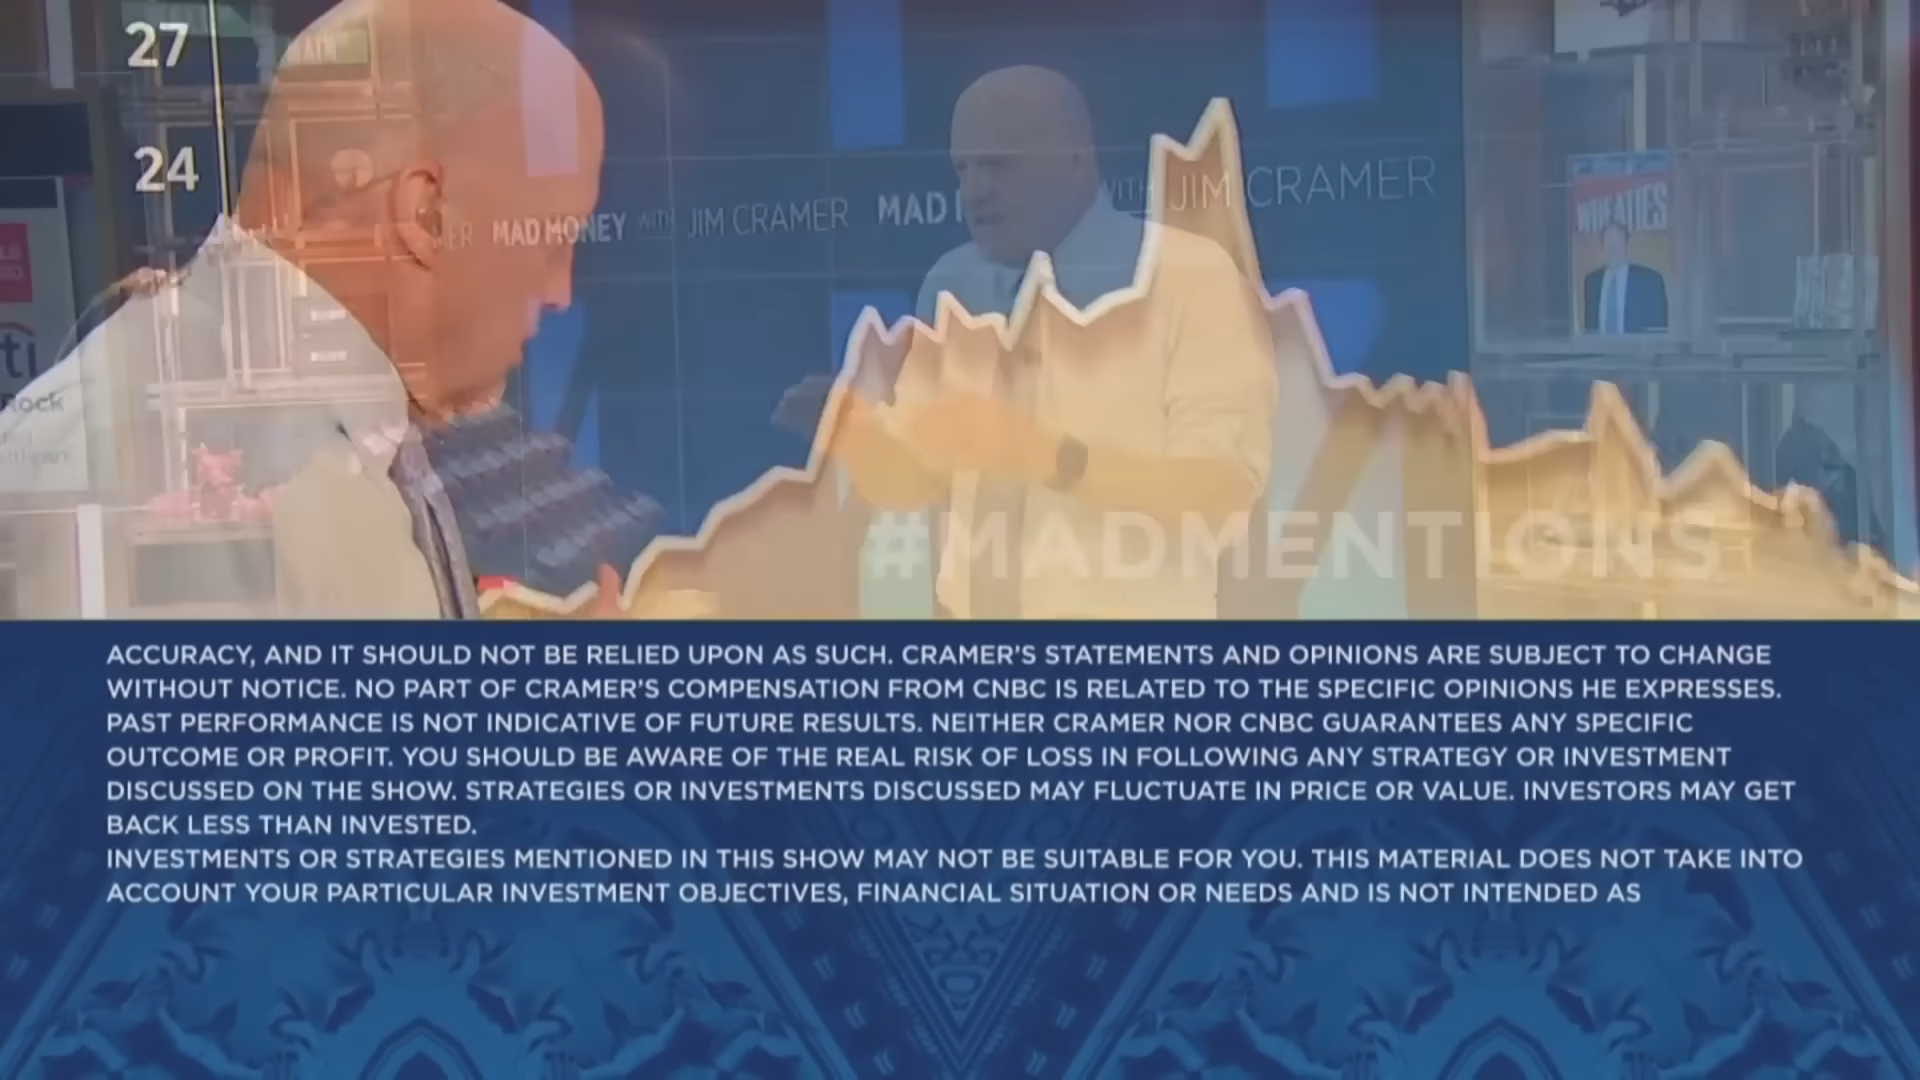 27
24
MAD MONEY WITH JIM CRAMER MAD
WITH JIM CRAMER
WHEATIES
#MADMENTIONS
ACCURACY, AND IT SHOULD NOT BE RELIED UPON AS SUCH. CRAMER'S STATEMENTS AND OPINIONS ARE SUBJECT TO CHANGE
WITHOUT NOTICE. NO PART OF CRAMER'S COMPENSATION FROM CNBC IS RELATED TO THE SPECIFIC OPINIONS HE EXPRESSES.
PAST PERFORMANCE IS NOT INDICATIVE OF FUTURE RESULTS. NEITHER CRAMER NOR CNBC GUARANTEES ANY SPECIFIC
OUTCOME OR PROFIT. YOU SHOULD BE AWARE OF THE REAL RISK OF LOSS IN FOLLOWING ANY STRATEGY OR INVESTMENT
DISCUSSED ON THE SHOW. STRATEGIES OR INVESTMENTS DISCUSSED MAY FLUCTUATE IN PRICE OR VALUE. INVESTORS MAY GET
BACK LESS THAN INVESTED.
INVESTMENTS OR STRATEGIES MENTIONED IN THIS SHOW MAY NOT BE SUITABLE FOR YOU. THIS MATERIAL DOES NOT TAKE INTO
ACCOUNT YOUR PARTICULAR INVESTMENT OBJECTIVES, FINANCIAL SITUATION OR NEEDS AND IS NOT INTENDED AS